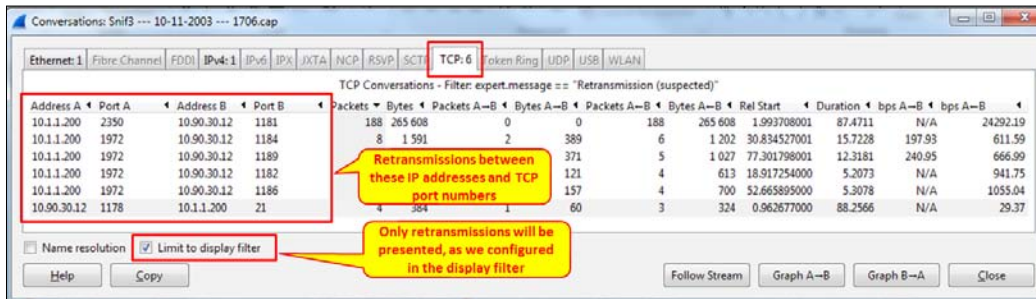 Conversations: Snif3 --- 10-11-2003 --- 1706.cap
Ethernet: 1 Fibre Channel FDDI IPv4: 1 IPv6 IPX JXTA NCP RSVP SCTP TCP: 6 Token Ring UDP USB WLAN
TCP Conversations - Filter: expert.message == "Retransmission (suspected)"
Address A Port A Address B Port B Packets Bytes Packets A→B Bytes A→B Packets A←B Bytes A←B Rel Start Duration bps A→B bps A←B
10.1.1.200 2350 10.90.30.12 1181 188 265 608 0 0 188 265 608 1.993708001 87.4711 N/A 24292.19
10.1.1.200 1972 10.90.30.12 1184 8 1 591 2 389 6 1 202 30.834527001 15.7228 197.93 611.59
10.1.1.200 1972 10.90.30.12 1189 371 5 1 027 77.301798001 12.3181 240.95 666.99
10.1.1.200 1972 10.90.30.12 1182 121 4 613 18.917254000 5.2073 N/A 941.75
10.1.1.200 1972 10.90.30.12 1186 157 4 700 52.665895000 5.3078 N/A 1055.04
10.90.30.12 1178 10.1.1.200 21 4 384 1 60 3 324 0.962677000 88.2566 N/A 29.37
Retransmissions between
these IP addresses and TCP
port numbers
Name resolution Limit to display filter
Only retransmissions will be
presented, as we configured
in the display filter
Help Copy Follow Stream Graph A→B Graph B→A Close